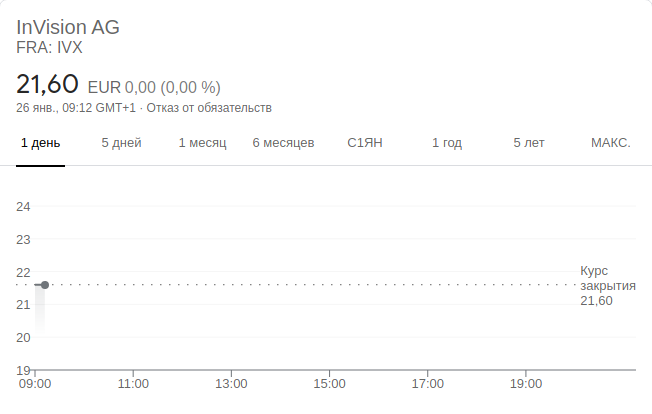 InVision AG
FRA: IVX
21,60 EUR 0,00 (0,00 %)
26 янв., 09:12 GMT+1 · Отказ от обязательств
1 день 5 дней 1 месяц 6 месяцев С1ЯН 1 год 5 лет МАКС.
24
23
22
21
20
19
Курс
закрытия
21,60
09:00 11:00 13:00 15:00 17:00 19:00